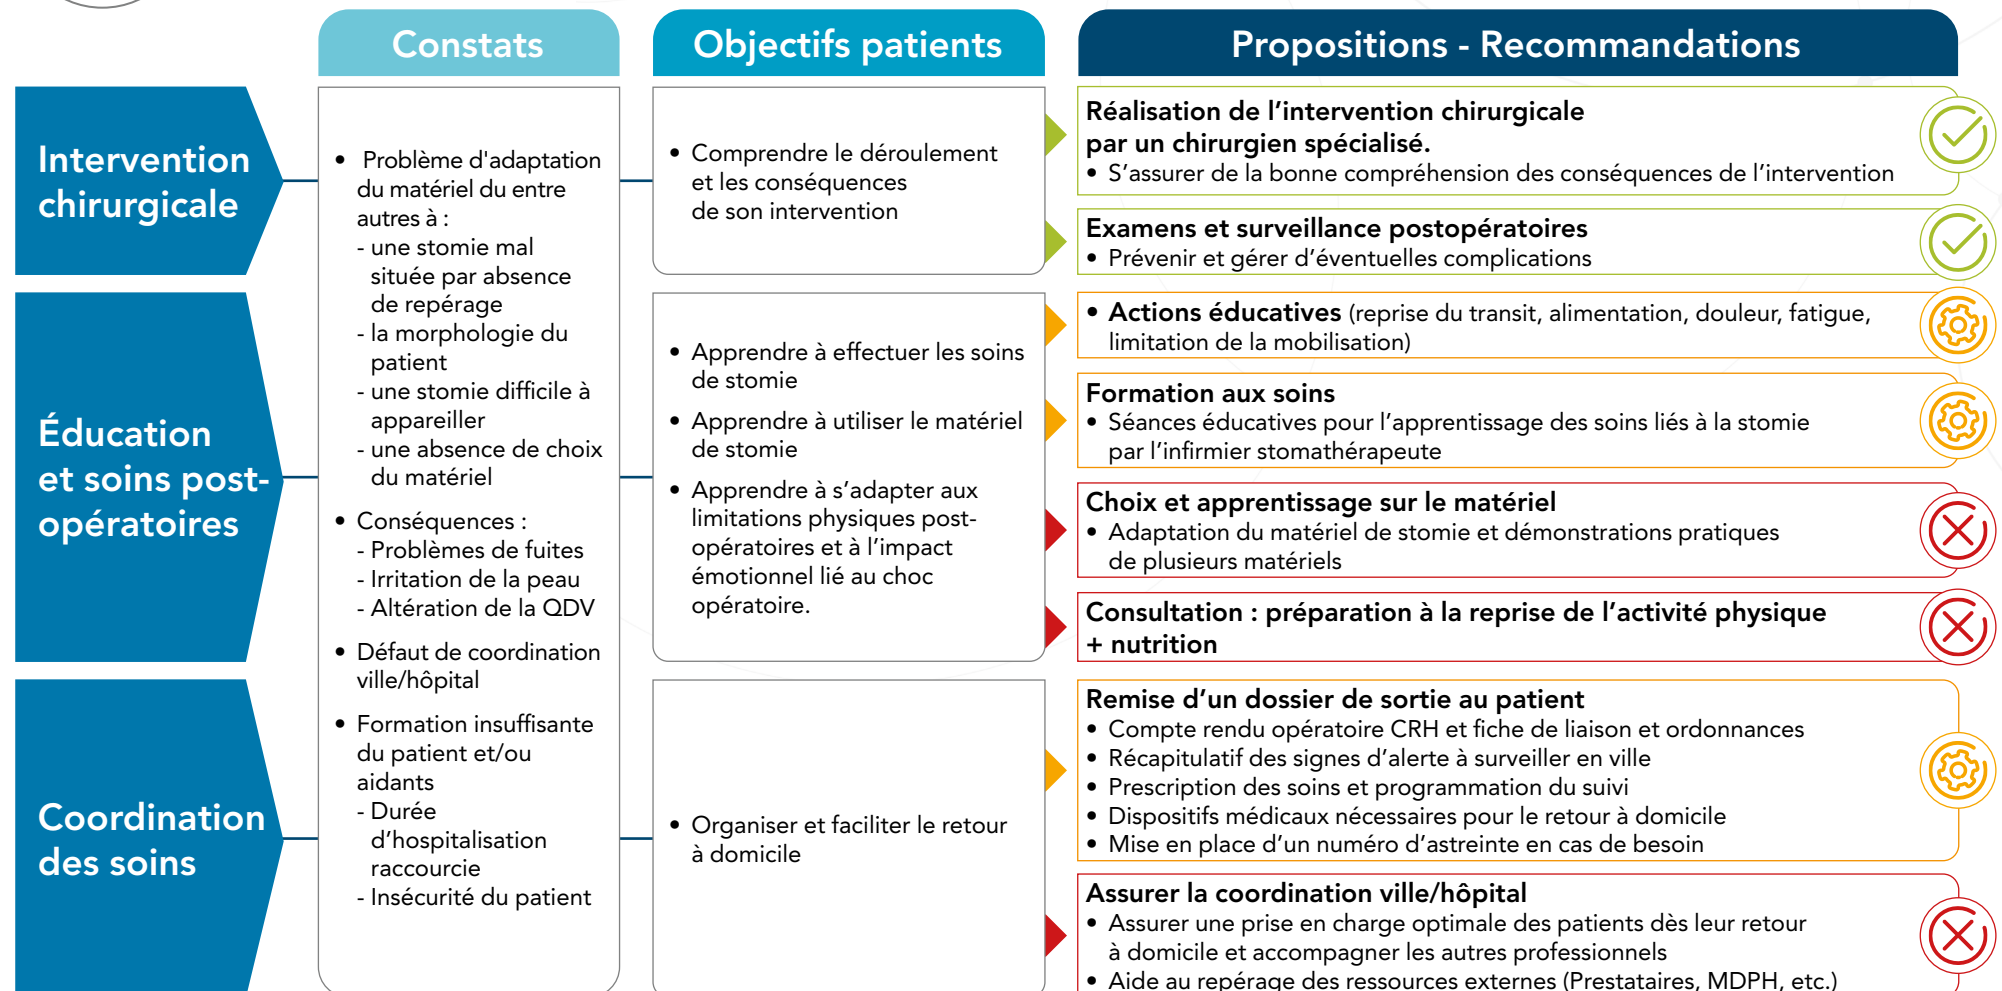 Constats
Objectifs patients
Propositions - Recommandations
Intervention
chirurgicale
Éducation
et soins post-
opératoires
Coordination
des soins
• Problème d'adaptation
du matériel du entre
autres à :
- une stomie mal
située par absence
de repérage
- la morphologie du
patient
- une stomie difficile à
appareiller
- une absence de choix
du matériel
• Conséquences :
- Problèmes de fuites
- Irritation de la peau
- Altération de la QDV
• Défaut de coordination
ville/hôpital
• Formation insuffisante
du patient et/ou
aidants
- Durée
d’hospitalisation
raccourcie
- Insécurité du patient
• Comprendre le déroulement
et les conséquences
de son intervention
• Apprendre à effectuer les soins
de stomie
• Apprendre à utiliser le matériel
de stomie
• Apprendre à s’adapter aux
limitations physiques post-
opératoires et à l’impact
émotionnel lié au choc
opératoire.
• Organiser et faciliter le retour
à domicile
Réalisation de l’intervention chirurgicale
par un chirurgien spécialisé.
• S’assurer de la bonne compréhension des conséquences de l’intervention
Examens et surveillance postopératoires
• Prévenir et gérer d’éventuelles complications
• Actions éducatives (reprise du transit, alimentation, douleur, fatigue,
limitation de la mobilisation)
Formation aux soins
• Séances éducatives pour l’apprentissage des soins liés à la stomie
par l’infirmier stomathérapeute
Choix et apprentissage sur le matériel
• Adaptation du matériel de stomie et démonstrations pratiques
de plusieurs matériels
Consultation : préparation à la reprise de l’activité physique
+ nutrition
Remise d’un dossier de sortie au patient
• Compte rendu opératoire CRH et fiche de liaison et ordonnances
• Récapitulatif des signes d’alerte à surveiller en ville
• Prescription des soins et programmation du suivi
• Dispositifs médicaux nécessaires pour le retour à domicile
• Mise en place d’un numéro d’astreinte en cas de besoin
Assurer la coordination ville/hôpital
• Assurer une prise en charge optimale des patients dès leur retour
à domicile et accompagner les autres professionnels
• Aide au repérage des ressources externes (Prestataires, MDPH, etc.)